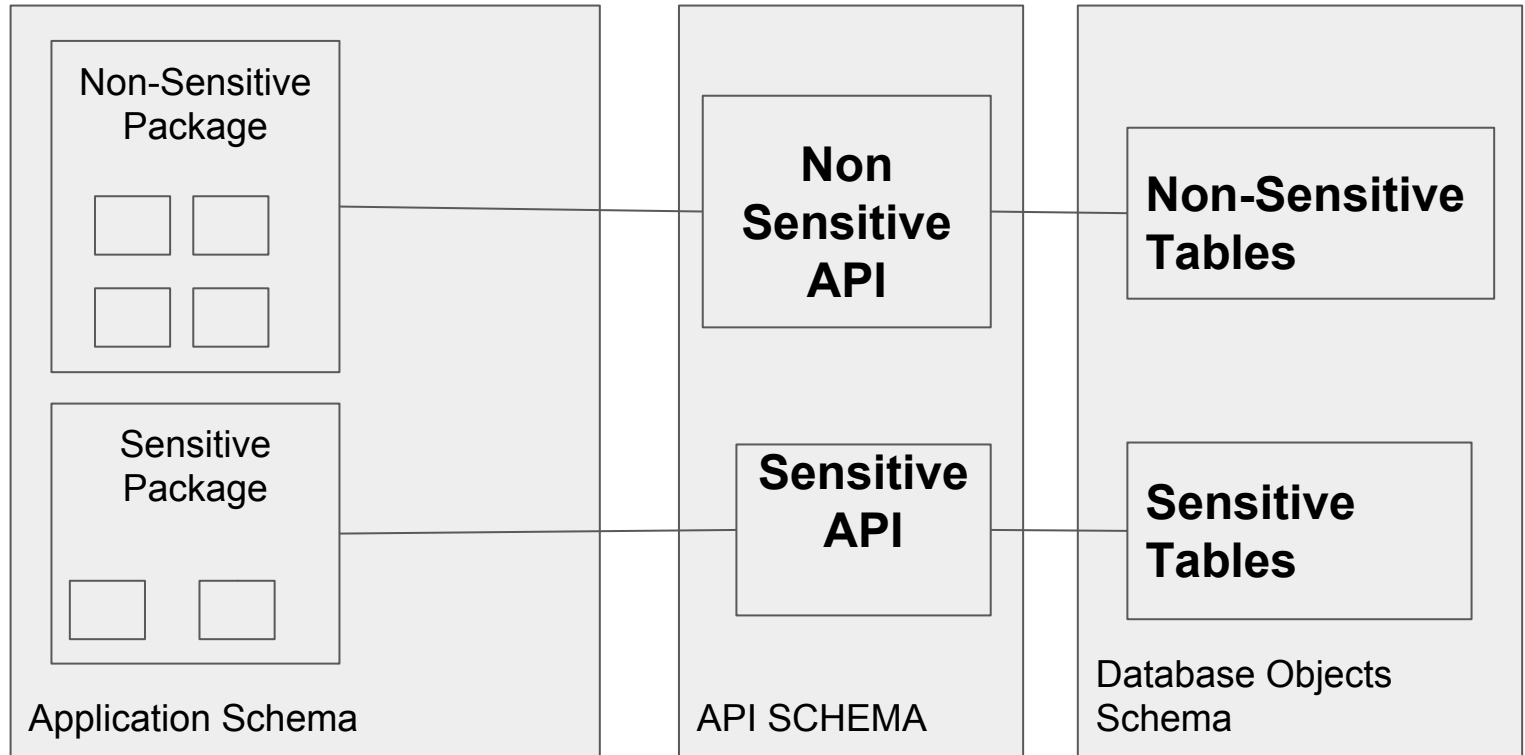 Non-Sensitive
Package
Sensitive
Package
Application Schema
Non
Sensitive
API
Sensitive
API
API SCHEMA
Non-Sensitive
Tables
Sensitive
Tables
Database Objects
Schema